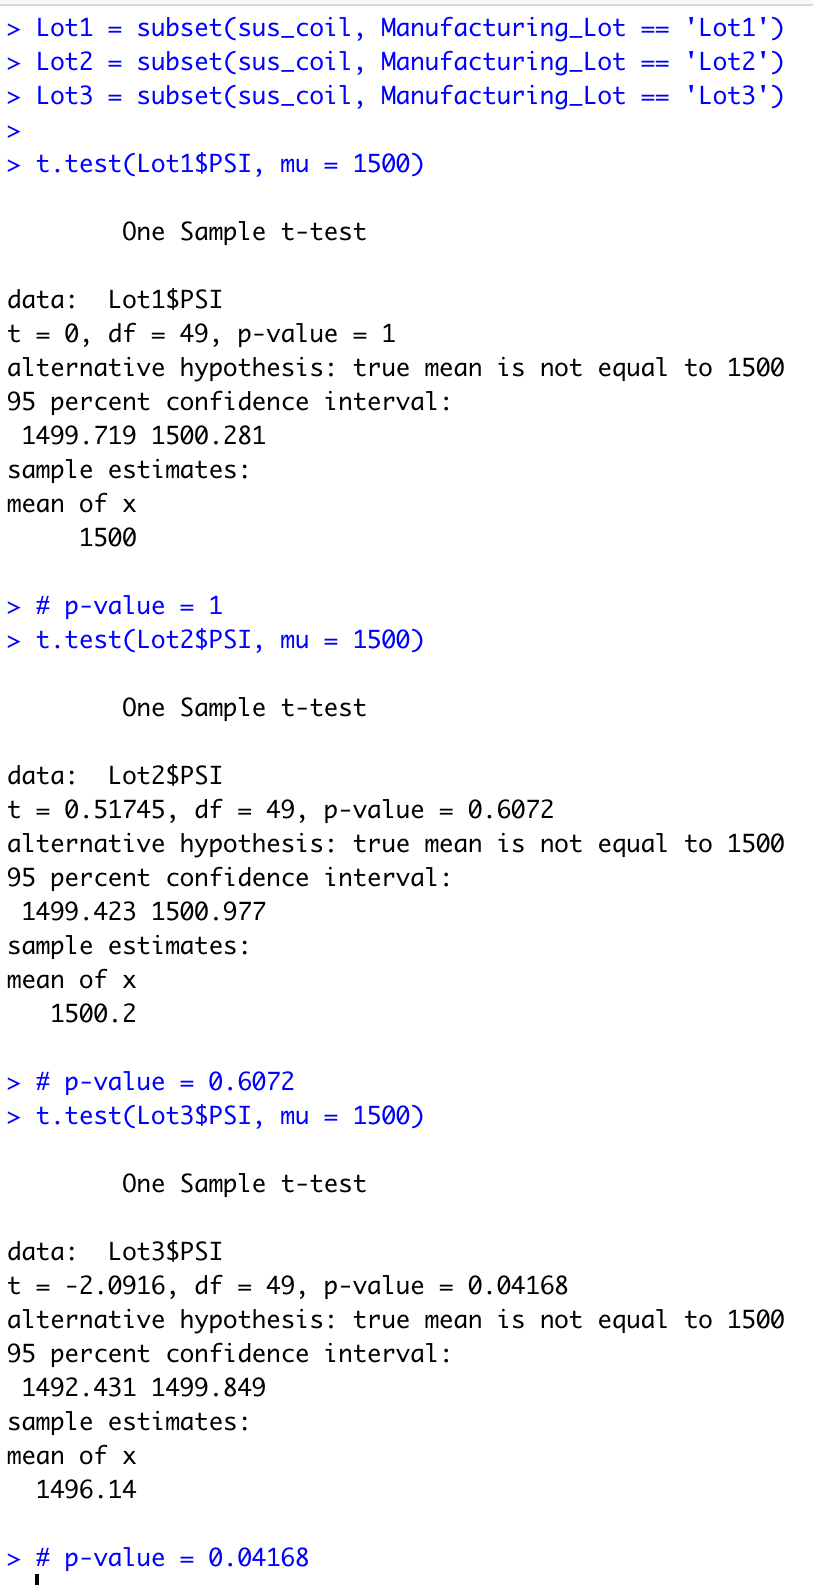 > Lot1 = subset(sus_coil, Manufacturing_Lot == 'Lot1')
> Lot2 = subset(sus_coil, Manufacturing_Lot == 'Lot2')
> Lot3 = subset(sus_coil, Manufacturing_Lot == 'Lot3')
>
> t.test(Lot1$PSI, mu = 1500)
One Sample t-test
data:  Lot1$PSI
t = 0, df = 49, p-value = 1
alternative hypothesis: true mean is not equal to 1500
95 percent confidence interval:
1499.719 1500.281
sample estimates:
mean of x
1500
> # p-value = 1
> t.test(Lot2$PSI, mu = 1500)
One Sample t-test
data:  Lot2$PSI
t = 0.51745, df = 49, p-value = 0.6072
alternative hypothesis: true mean is not equal to 1500
95 percent confidence interval:
1499.423 1500.977
sample estimates:
mean of x
1500.2
> # p-value = 0.6072
> t.test(Lot3$PSI, mu = 1500)
One Sample t-test
data:  Lot3$PSI
t = -2.0916, df = 49, p-value = 0.04168
alternative hypothesis: true mean is not equal to 1500
95 percent confidence interval:
1492.431 1499.849
sample estimates:
mean of x
1496.14
> # p-value = 0.04168